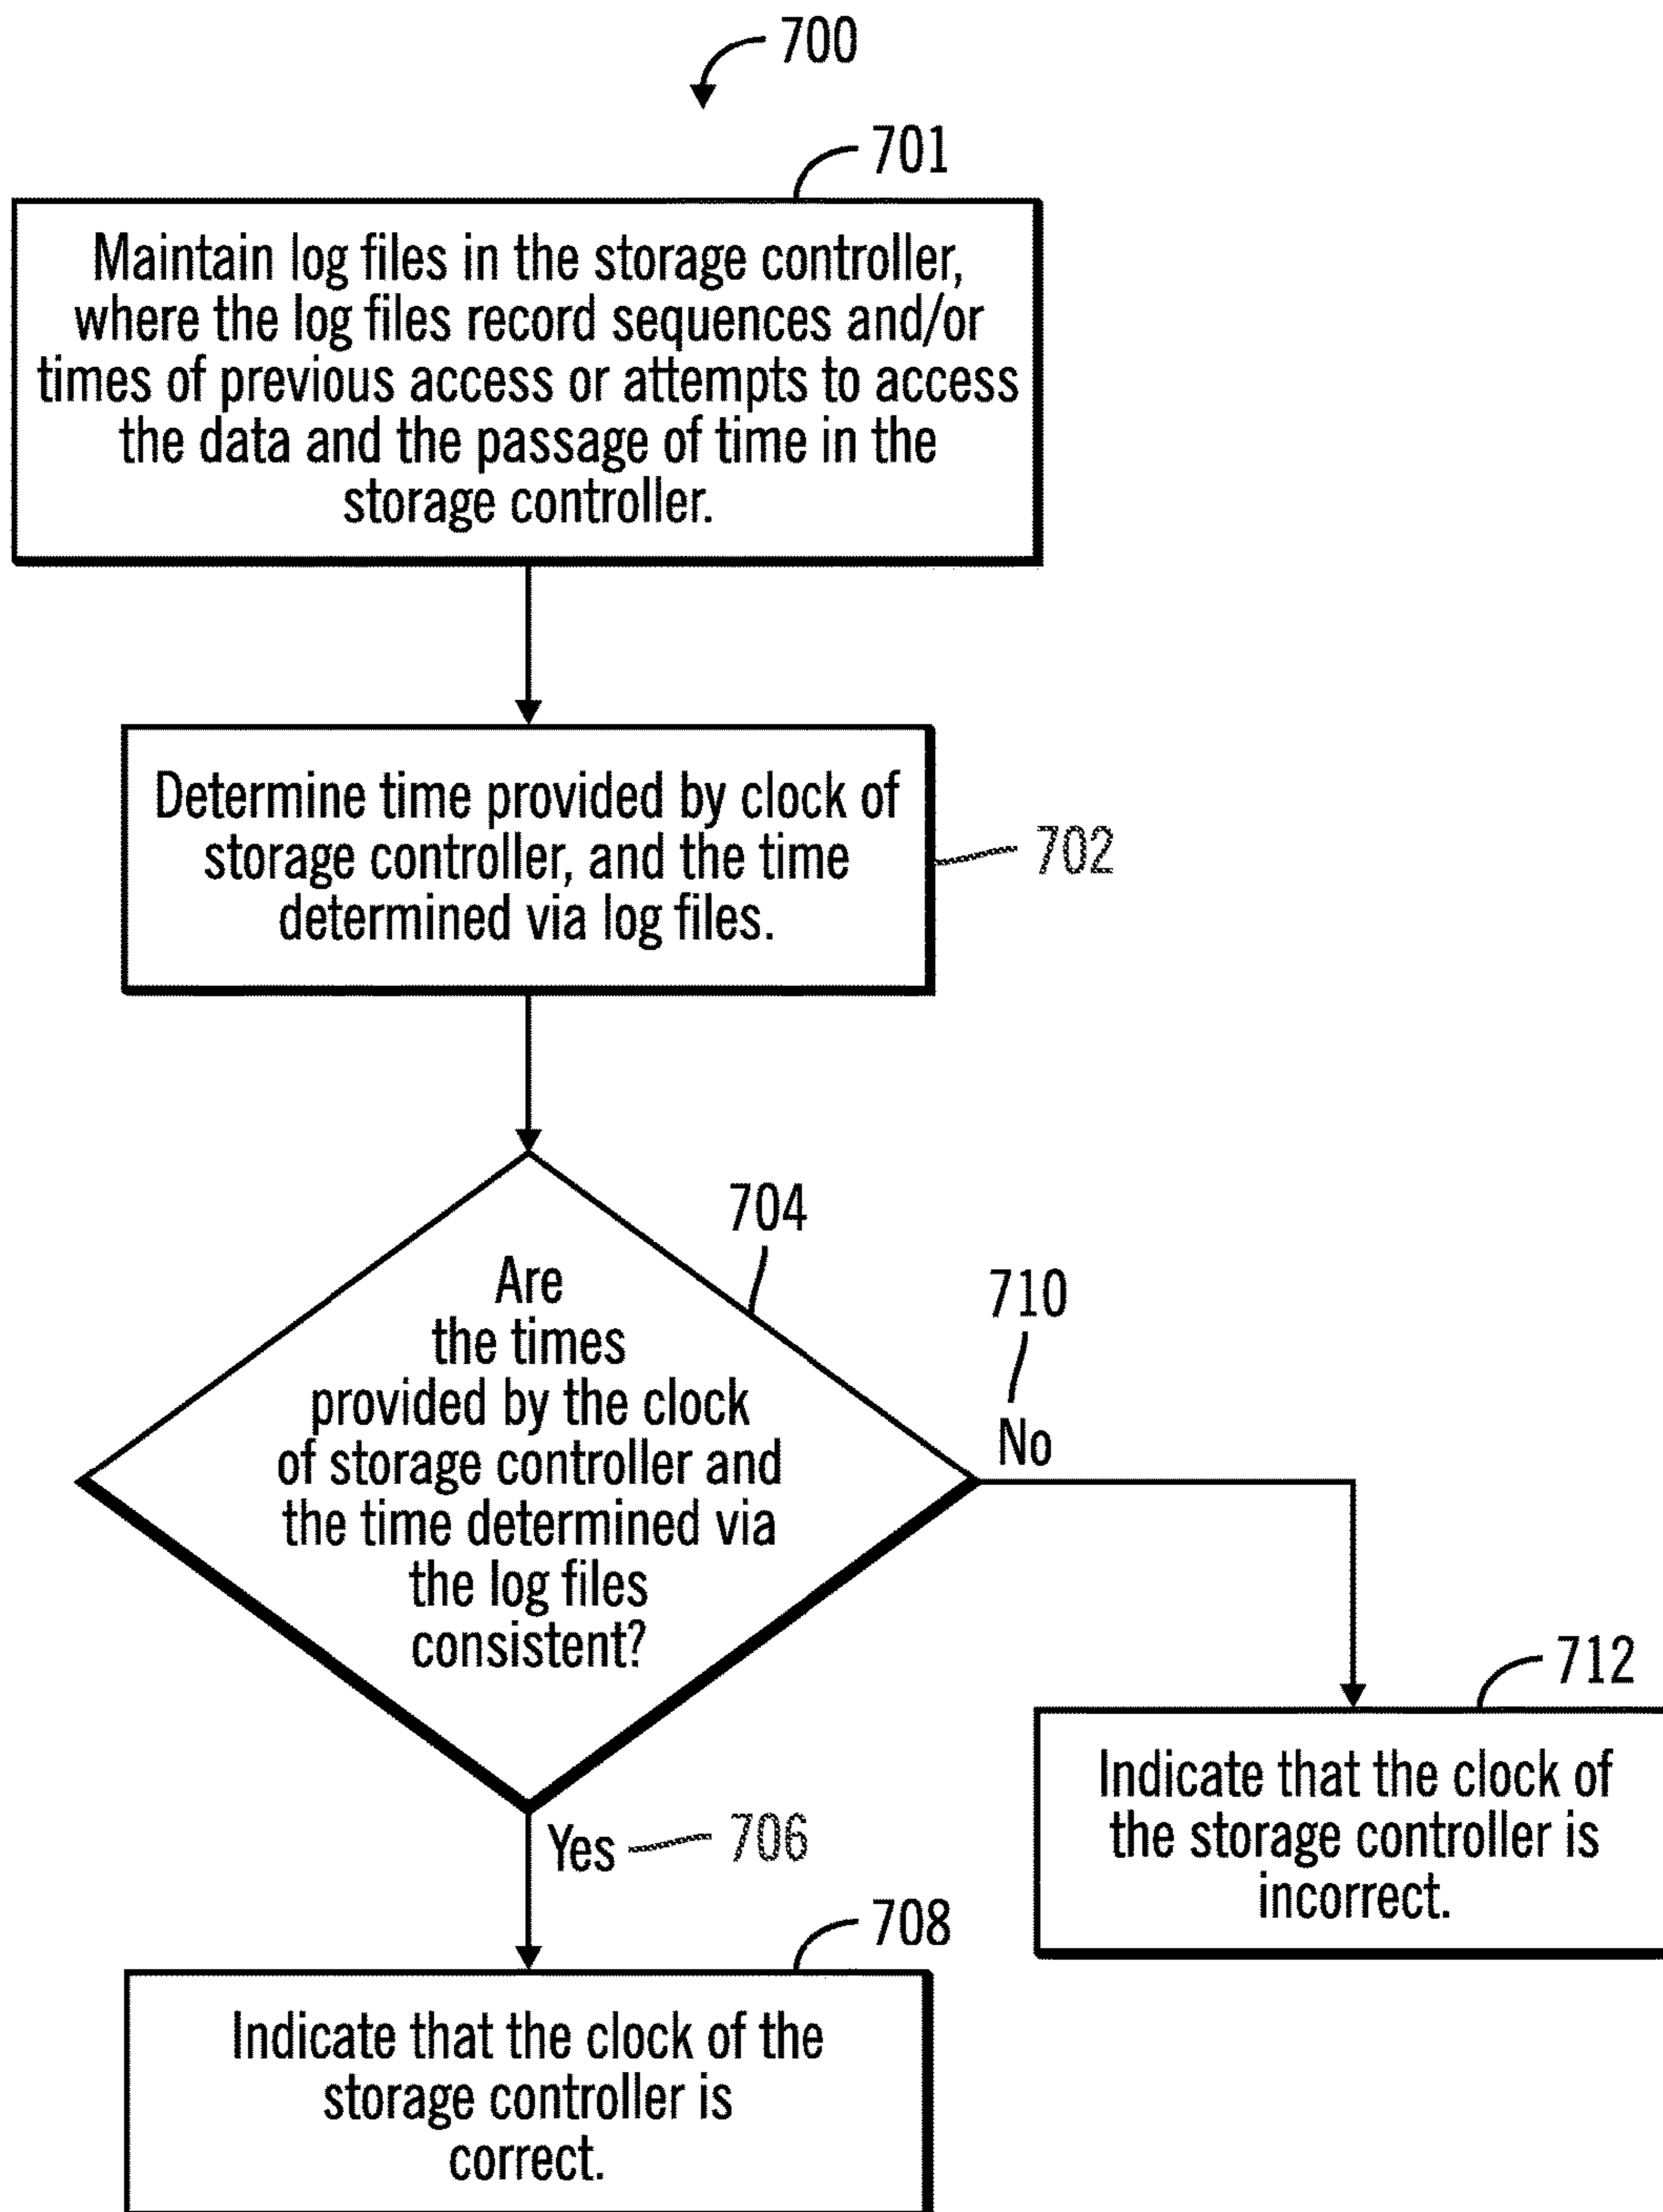 700
701
Maintain log files in the storage controller,
where the log files record sequences and/or
times of previous access or attempts to access
the data and the passage of time in the
storage controller.
Determine time provided by clock of
storage controller, and the time
determined via log files.
702
704
Are
the times
provided by the clock
of storage controller and
the time determined via
the log files
consistent?
710
No
712
Indicate that the clock of
the storage controller is
incorrect.
Yes
706
708
Indicate that the clock of the
storage controller is
correct.